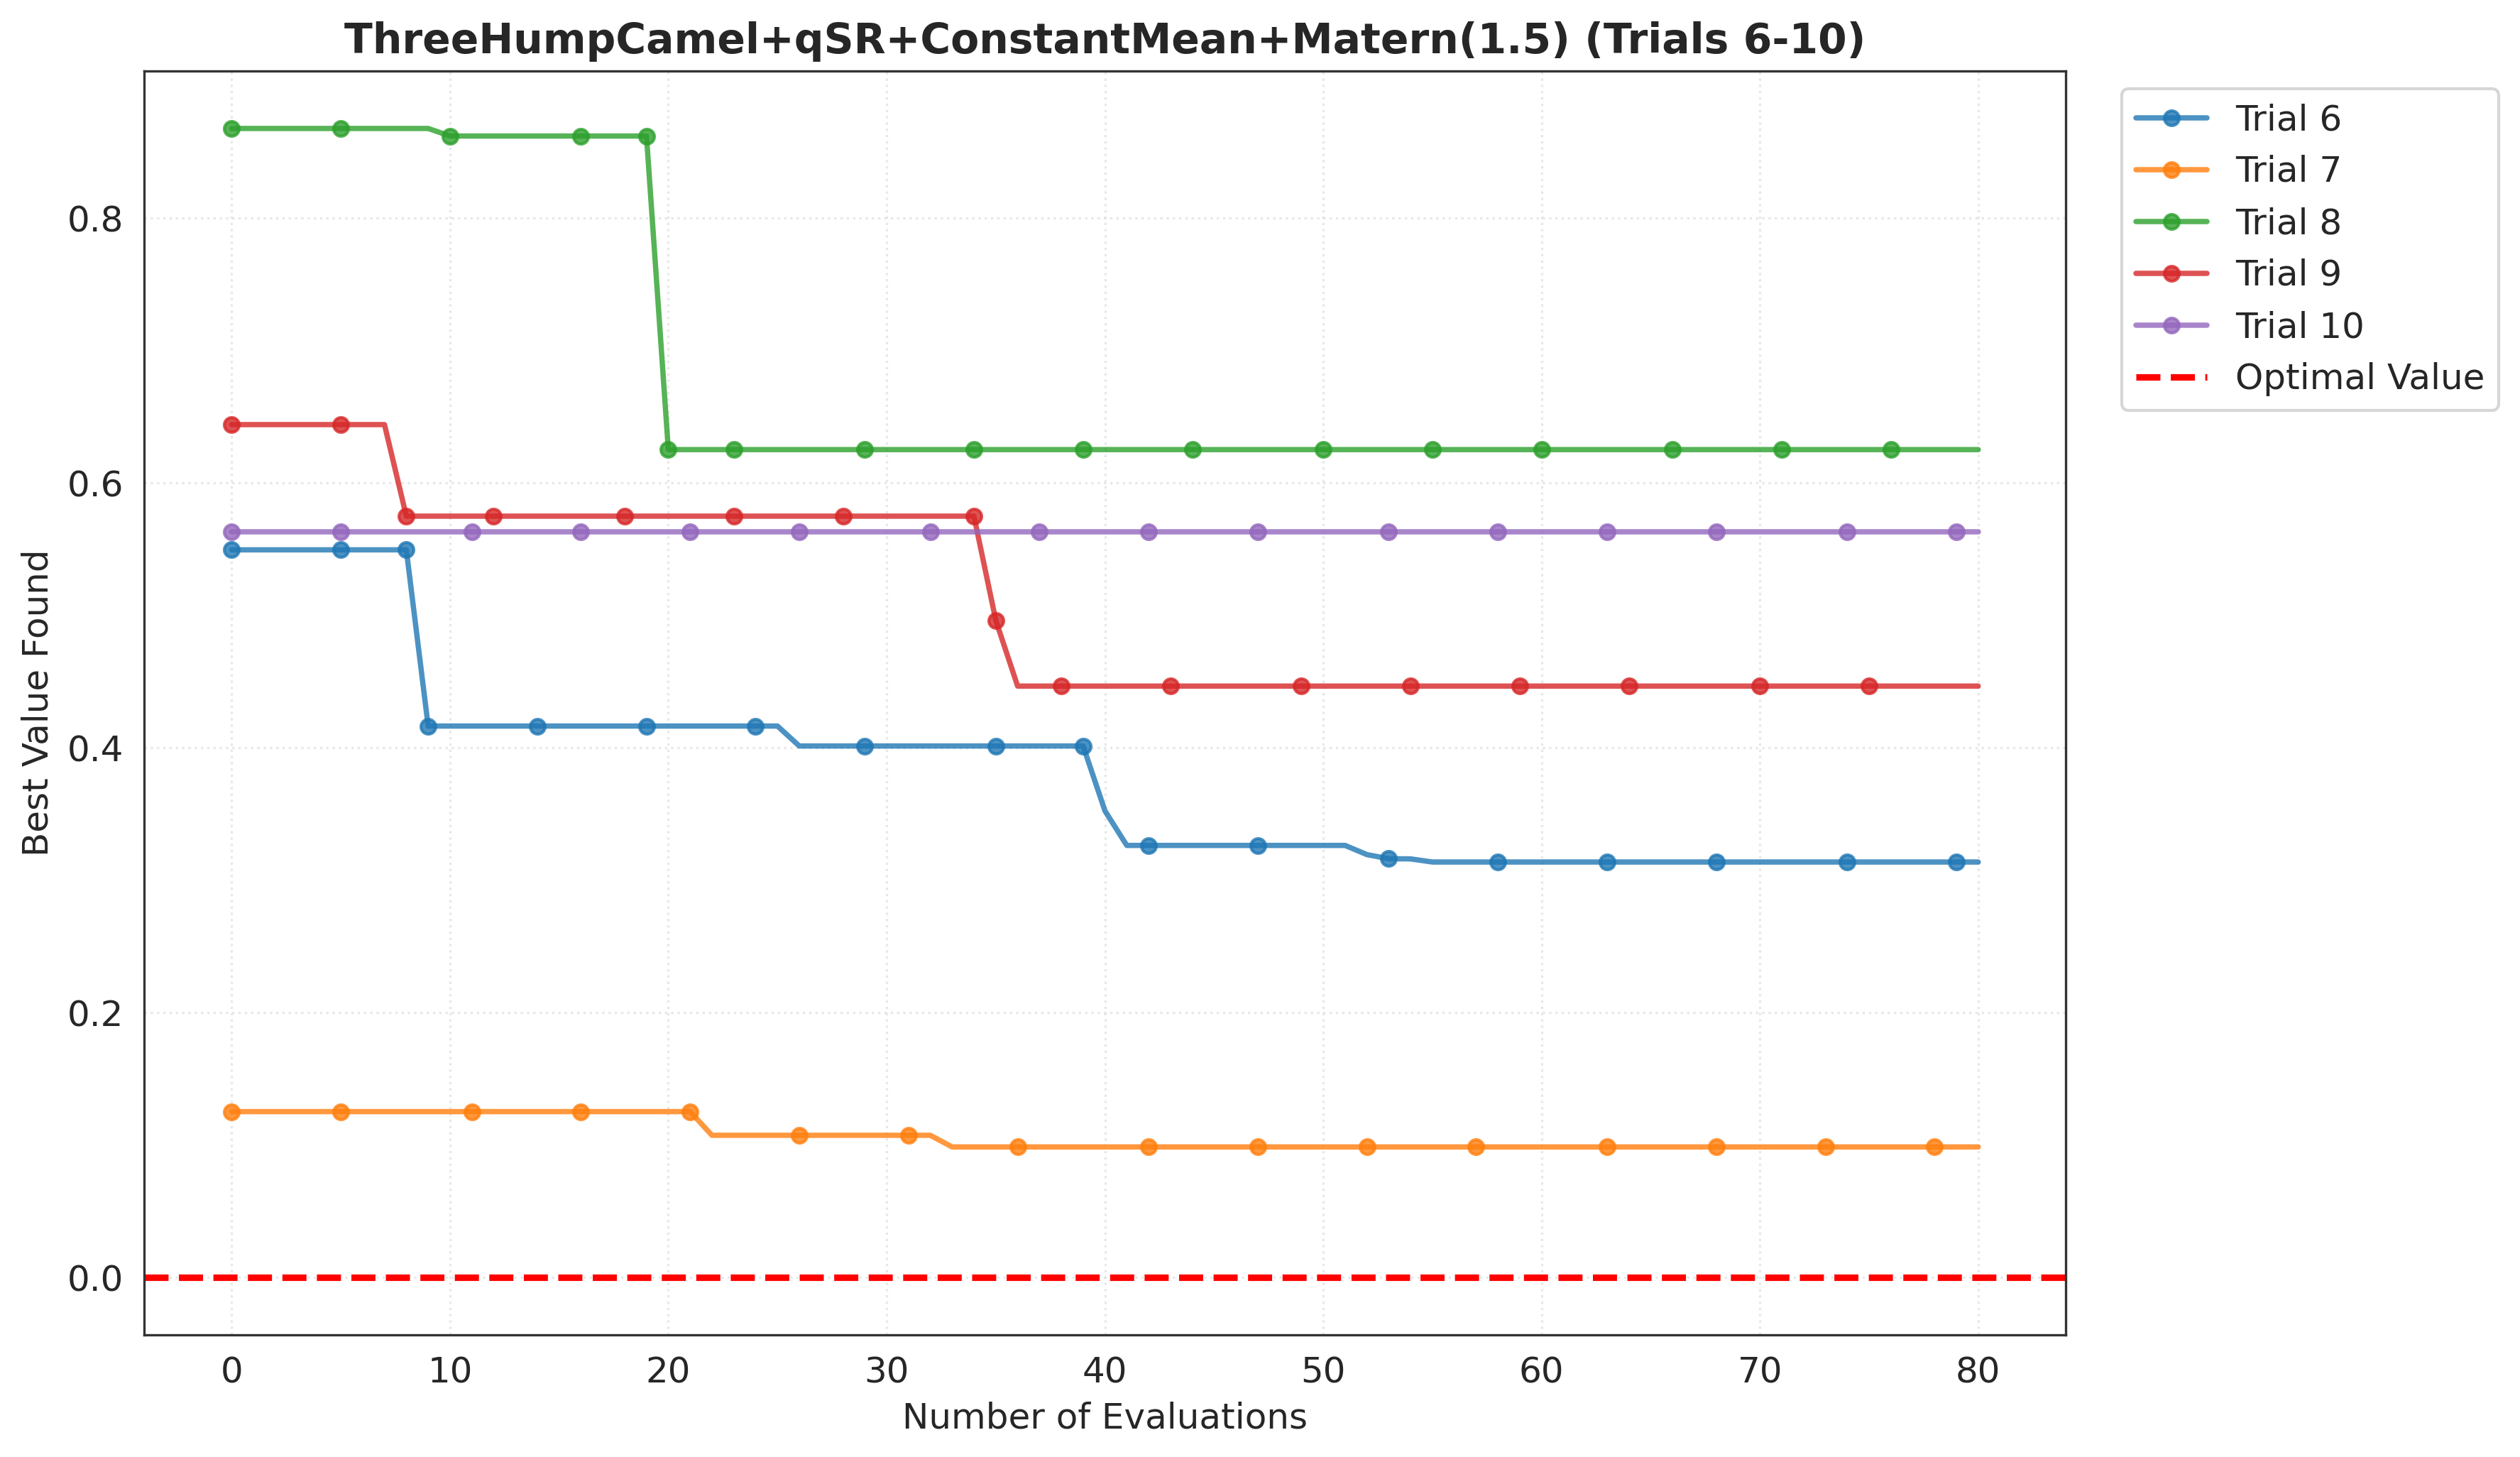 ThreeHumpCamel+qSR+ConstantMean+Matern(1.5) (Trials 6-10)
Trial 6
Trial 7
Trial 8
Trial 9
Trial 10
Optimal Value
Best Value Found
0.8
0.6
0.4
0.2
0.0
0 10 20 30 40 50 60 70 80
Number of Evaluations